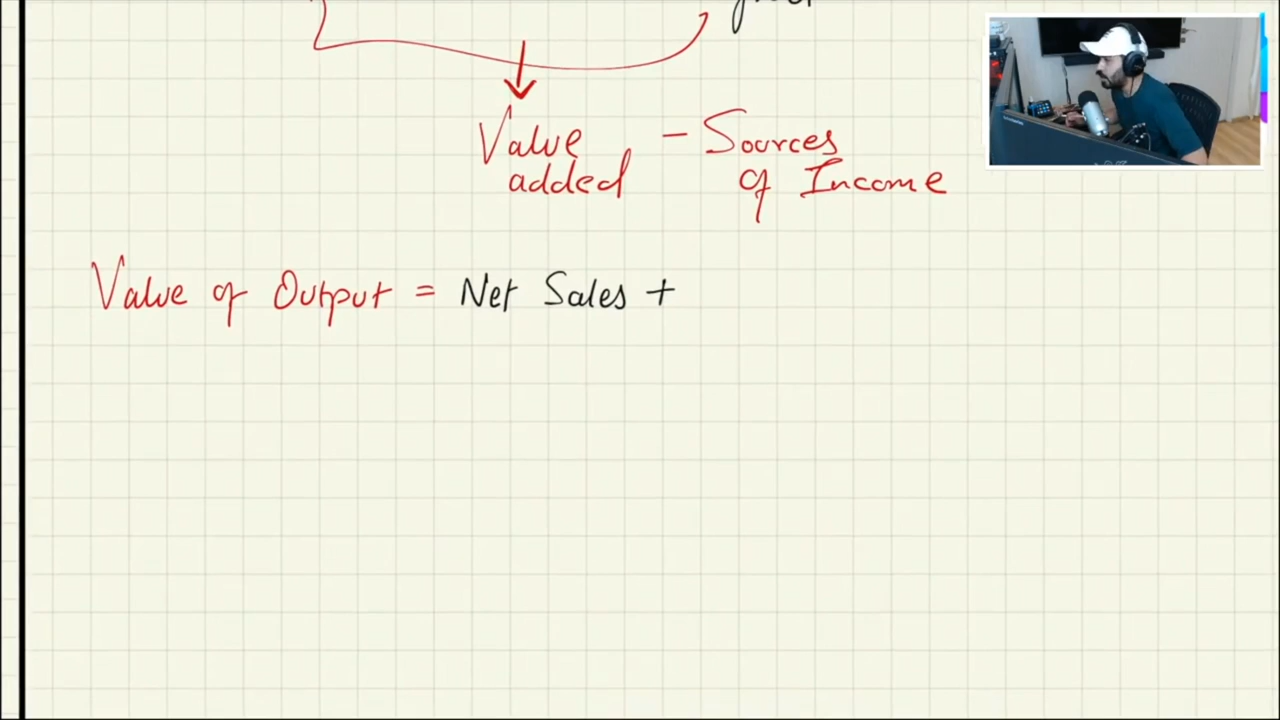 Value - Sources
added of Income
Value of Output = Net Sales +